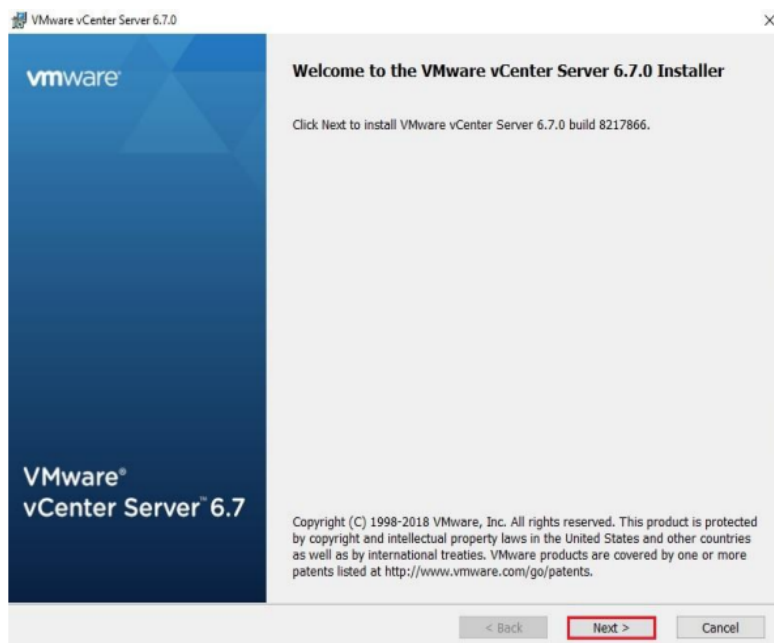 VMware vCenter Server 6.7.0
vmware®
Welcome to the VMware vCenter Server 6.7.0 Installer
Click Next to install VMware vCenter Server 6.7.0 build 8217866.
VMware®
vCenter Server™ 6.7
Copyright (C) 1998-2018 VMware, Inc. All rights reserved. This product is protected
by copyright and intellectual property laws in the United States and other countries
as well as by international treaties. VMware products are covered by one or more
patents listed at http://www.vmware.com/go/patents.
< Back
Next >
Cancel